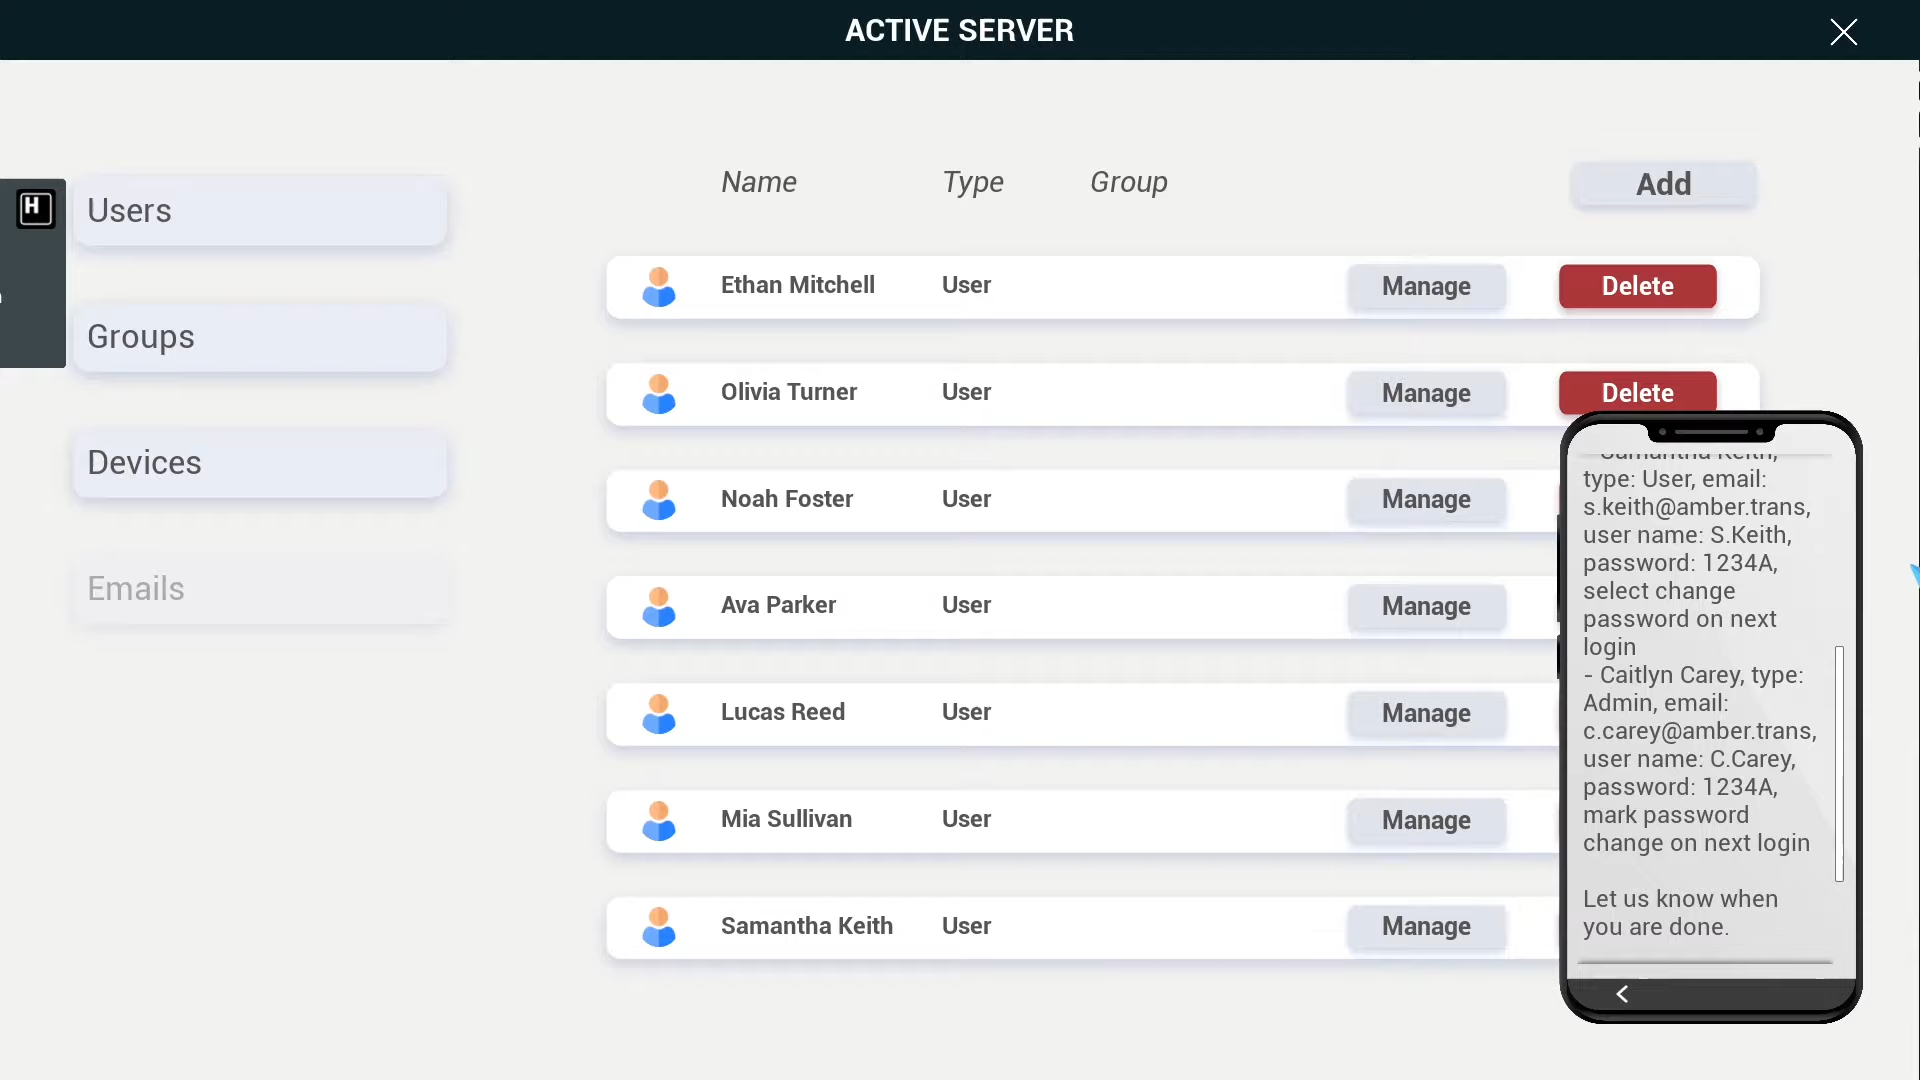 ACTIVE SERVER
Name Type Group Add
H
Users
Groups
Devices
Emails
Ethan Mitchell User Manage Delete
Olivia Turner User Manage Delete
Noah Foster User Manage
Ava Parker User Manage
Lucas Reed User Manage
Mia Sullivan User Manage
Samantha Keith User Manage
- Samantha Keith,
type: User, email:
s.keith@amber.trans,
user name: S.Keith,
password: 1234A,
select change
password on next
login
- Caitlyn Carey, type:
Admin, email:
c.carey@amber.trans,
user name: C.Carey,
password: 1234A,
mark password
change on next login
Let us know when
you are done.